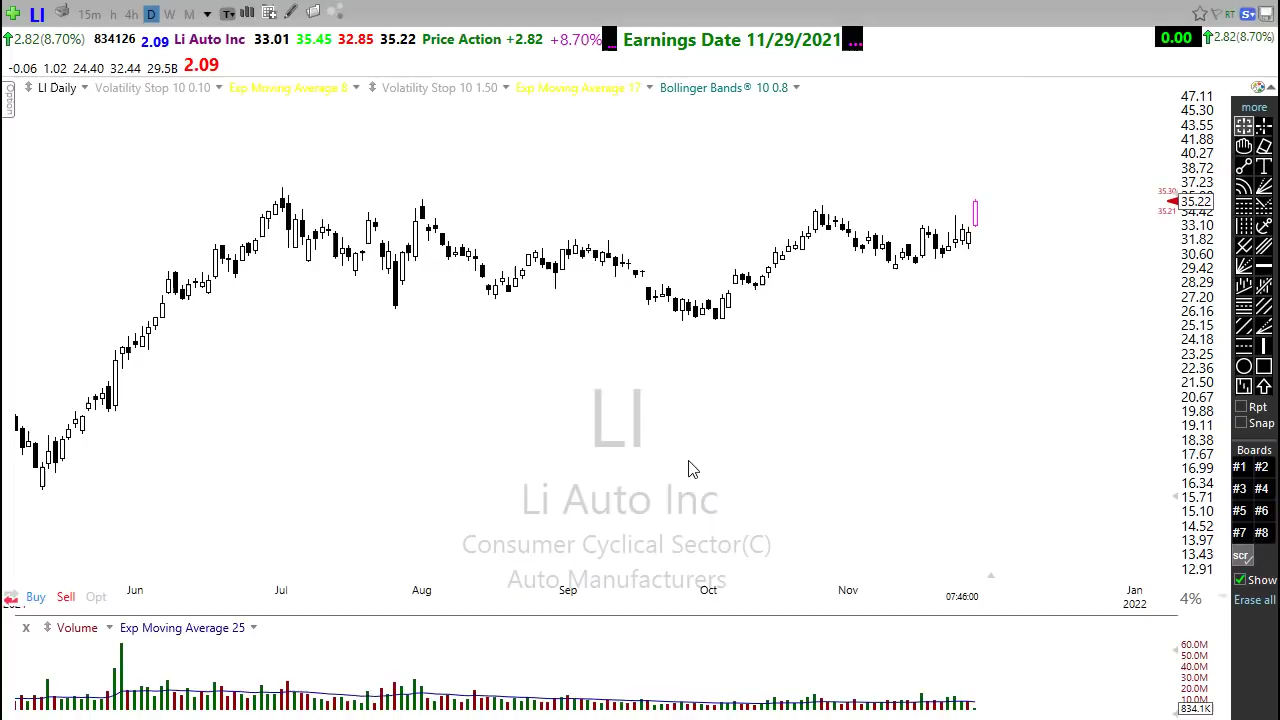 LI 15m h 4h D W M T RT S
2.82(8.70%) 834126 2.09 Li Auto Inc 33.01 35.45 32.85 35.22 Price Action +2.82 +8.70% ... Earnings Date 11/29/2021 ... 0.00 2.82(8.70%)
-0.06 1.02 24.40 32.44 29.5B 2.09
Option
LI Daily Volatility Stop 10 0.10 Exp Moving Average 8 Volatility Stop 10 1.50 Exp Moving Average 17 Bollinger Bands® 10 0.8
47.11
45.30
43.55
41.88
40.27
38.72
37.23
35.30
35.22
35.21
34.42
33.10
31.82
30.60
29.42
28.29
27.20
26.16
25.15
24.18
23.25
22.36
21.50
20.67
19.88
19.11
18.38
17.67
16.99
16.34
15.71
15.10
14.52
13.97
13.43
12.91
more
T
Rpt
Snap
Boards
#1 #2
#3 #4
#5 #6
#7 #8
scr
Show
Erase all
LI
Li Auto Inc
Consumer Cyclical Sector(C)
Auto Manufacturers
Jun Jul Aug Sep Oct Nov 07:46:00 Jan
2022
Buy Sell Opt 4%
X Volume Exp Moving Average 25
60.0M
50.0M
40.0M
30.0M
20.0M
834.1K